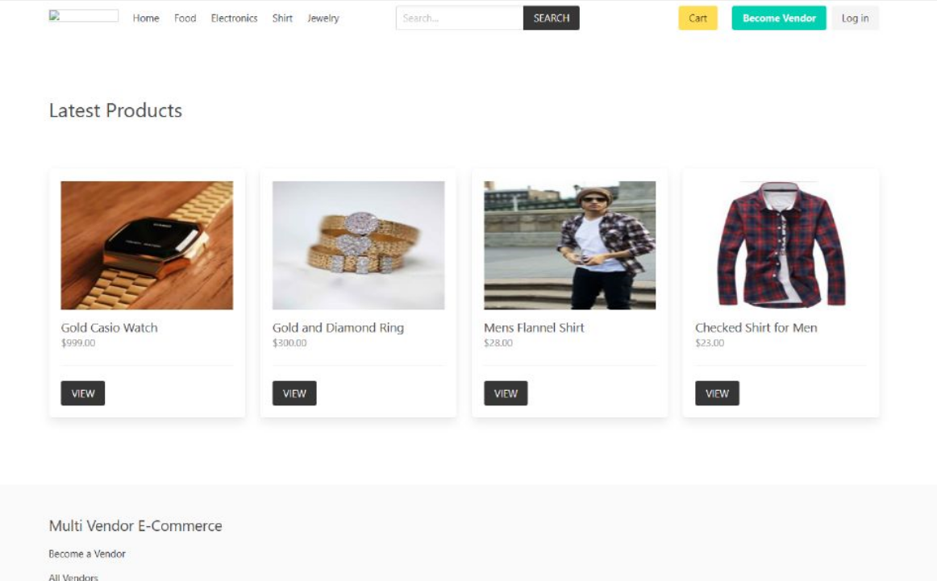 Home Food Electronics Shirt Jewelry Search... SEARCH Cart Become Vendor Log in
Latest Products
Gold Casio Watch
$999.00
VIEW
Gold and Diamond Ring
$300.00
VIEW
Mens Flannel Shirt
$28.00
VIEW
Checked Shirt for Men
$23.00
VIEW
Multi Vendor E-Commerce
Become a Vendor
All Vendors